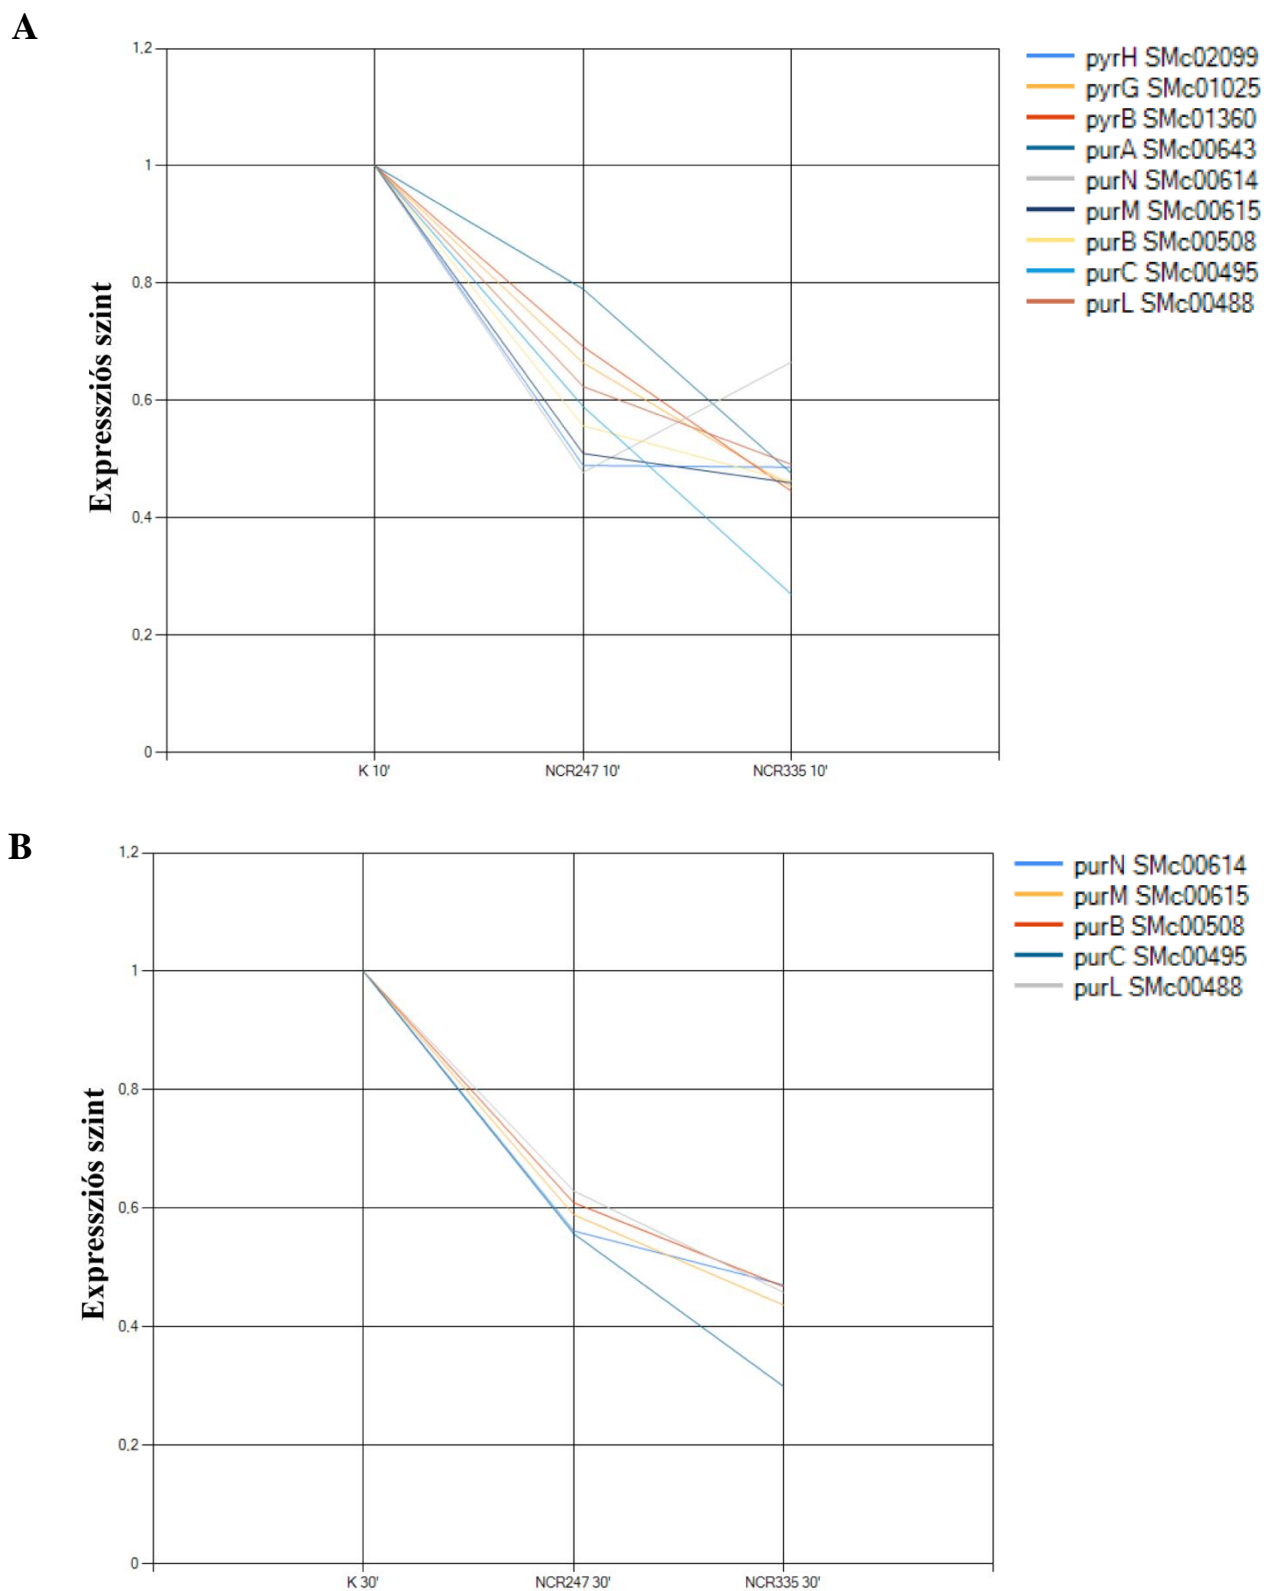 A
1,2
1
0,8
0,6
0,4
0,2
0
Expressziós szint
K 10'
NCR247 10'
NCR335 10'
pyrH SMc02099
pyrG SMc01025
pyrB SMc01360
purA SMc00643
purN SMc00614
purM SMc00615
purB SMc00508
purC SMc00495
purL SMc00488
B
1,2
1
0,8
0,6
0,4
0,2
0
Expressziós szint
K 30'
NCR247 30'
NCR335 30'
purN SMc00614
purM SMc00615
purB SMc00508
purC SMc00495
purL SMc00488